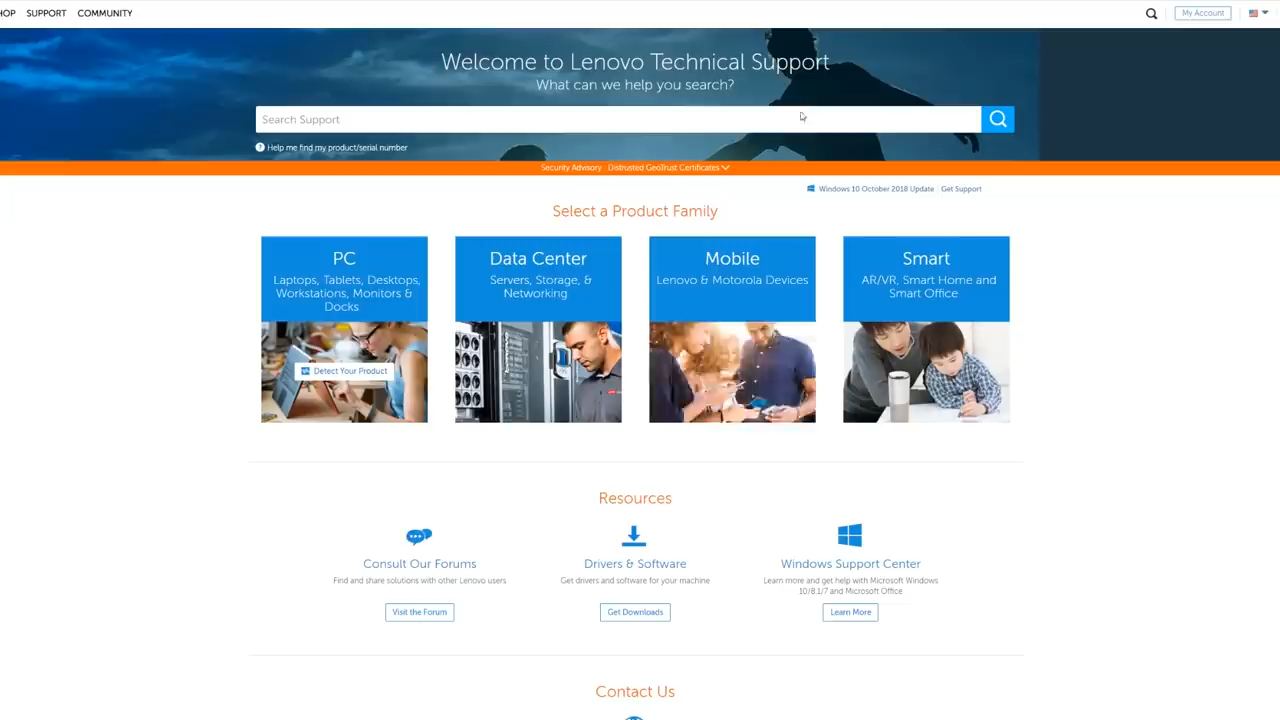 SUPPORT COMMUNITY My Account
Welcome to Lenovo Technical Support
What can we help you search?
Search Support
? Help me find my product/serial number
Security Advisory Distrusted GeoTrust Certificates
Windows 10 October 2018 Update Get Support
Select a Product Family
PC
Laptops, Tablets, Desktops,
Workstations, Monitors &
Docks
Detect Your Product
Data Center
Servers, Storage, &
Networking
Mobile
Lenovo & Motorola Devices
Smart
AR/VR, Smart Home and
Smart Office
Resources
Consult Our Forums
Find and share solutions with other Lenovo users
Visit the Forum
Drivers & Software
Get drivers and software for your machine
Get Downloads
Windows Support Center
Learn more and get help with Microsoft Windows
10/8.1/7 and Microsoft Office
Learn More
Contact Us